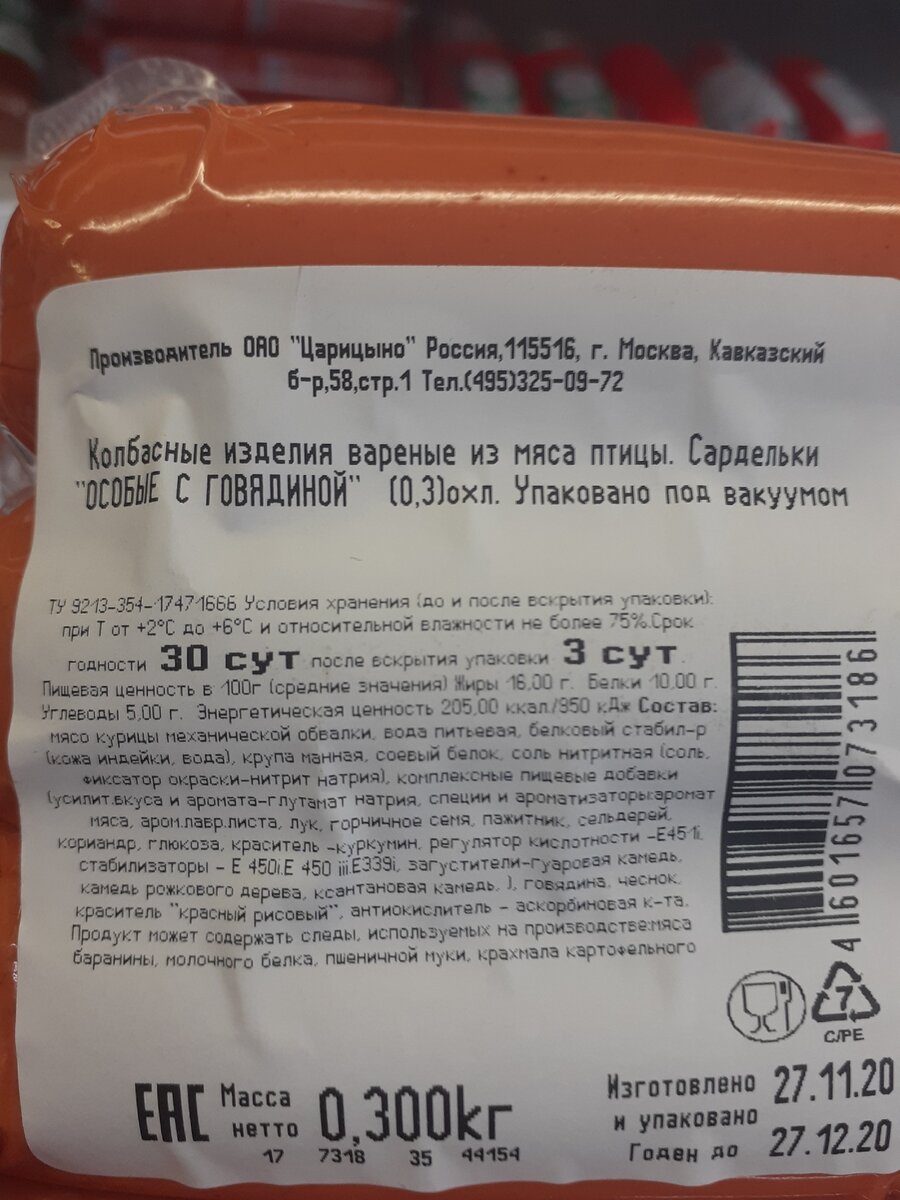 Производитель ОАО "Царицыно" Россия,115516, г. Москва, Кавказский
б-р,58,стр.1 Тел.(495)325-09-72
Колбасные изделия вареные из мяса птицы. Сардельки
"ОСОБЫЕ С ГОВЯДИНОЙ" (0,3)охл. Упаковано под вакуумом
ТУ 9213-354-17471666 Условия хранения (до и после вскрытия упаковки):
при Т от +2°С до +6°С и относительной влажности не более 75%.Срок
годности 30 сут после вскрытия упаковки 3 сут.
Пищевая ценность в 100г (средние значения) Жиры 16,00 г. Белки 10,00 г.
Углеводы 5,00 г. Энергетическая ценность 205,00 ккал/850 кДж Состав:
мясо курицы механической обвалки, вода питьевая, белковый стабил-р
(кожа индейки, вода), крупа манная, соевый белок, соль нитритная (соль,
фиксатор окраски-нитрит натрия), комплексные пищевые добавки
(усилит.вкуса и аромата-глутамат натрия, специи и ароматизаторы:аромат
мяса, аром.лавр.листа, лук, горчичное семя, пажитник, сельдерей,
кориандр, глюкоза, краситель -куркумин, регулятор кислотности -Е451i,
стабилизаторы - Е 450i,Е 450 iii,Е339i, загустители-гуаровая камедь,
камедь рожкового дерева, ксантановая камедь. ), говядина, чеснок,
краситель "красный рисовый", антиокислитель - аскорбиновая к-та.
Продукт может содержать следы, используемых на производстве:мяса
баранины, молочного белка, пшеничной муки, крахмала картофельного
4 601657 073186
7
C/PE
EAC Масса нетто 0,300kг
17 7318 35 44154
Изготовлено и упаковано 27.11.20
Годен до 27.12.20